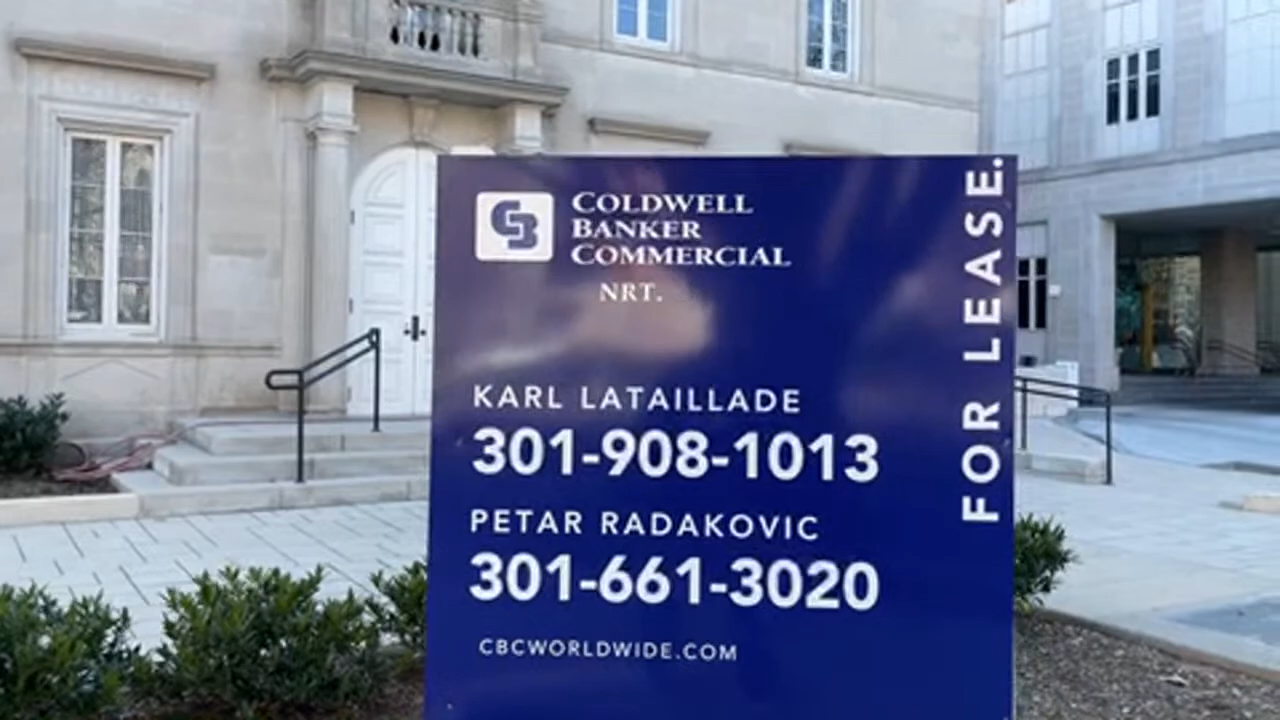 CB
COLDWELL
BANKER
COMMERCIAL
NRT.
KARL LATAILLADE
301-908-1013
PETAR RADAKOVIC
301-661-3020
CBCWORLDWIDE.COM
FOR LEASE.